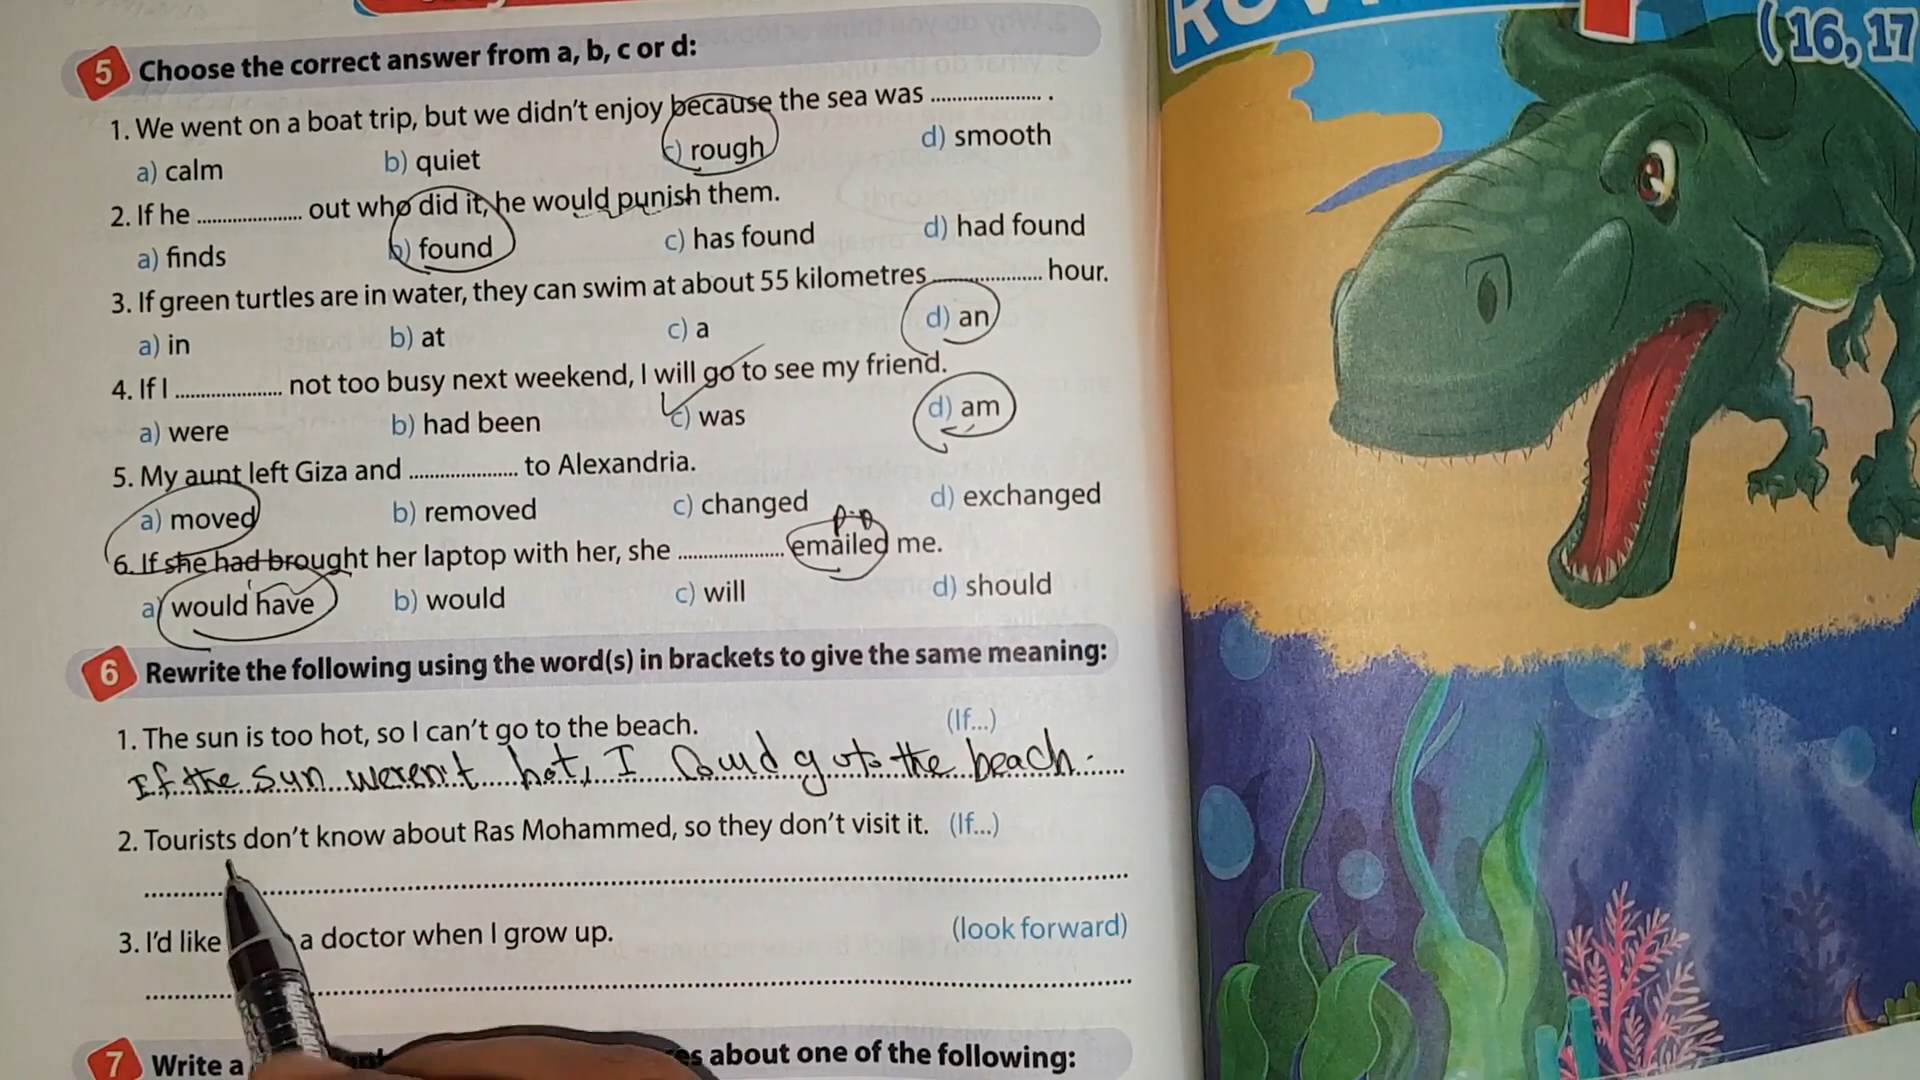 5 Choose the correct answer from a, b, c or d:
1. We went on a boat trip, but we didn't enjoy because the sea was .................... .
a) calm b) quiet c) rough d) smooth
2. If he .................... out who did it, he would punish them.
a) finds b) found c) has found d) had found
3. If green turtles are in water, they can swim at about 55 kilometres .................... hour.
a) in b) at c) a d) an
4. If I .................... not too busy next weekend, I will go to see my friend.
a) were b) had been c) was d) am
5. My aunt left Giza and .................... to Alexandria.
a) moved b) removed c) changed d) exchanged
p.p
6. If she had brought her laptop with her, she .................... emailed me.
a) would have b) would c) will d) should
6 Rewrite the following using the word(s) in brackets to give the same meaning:
1. The sun is too hot, so I can't go to the beach. (If...)
If the sun weren't hot, I Could go to the beach.
2. Tourists don't know about Ras Mohammed, so they don't visit it. (If...)
3. I'd like a doctor when I grow up. (look forward)
7 Write a about one of the following:
(16, 17